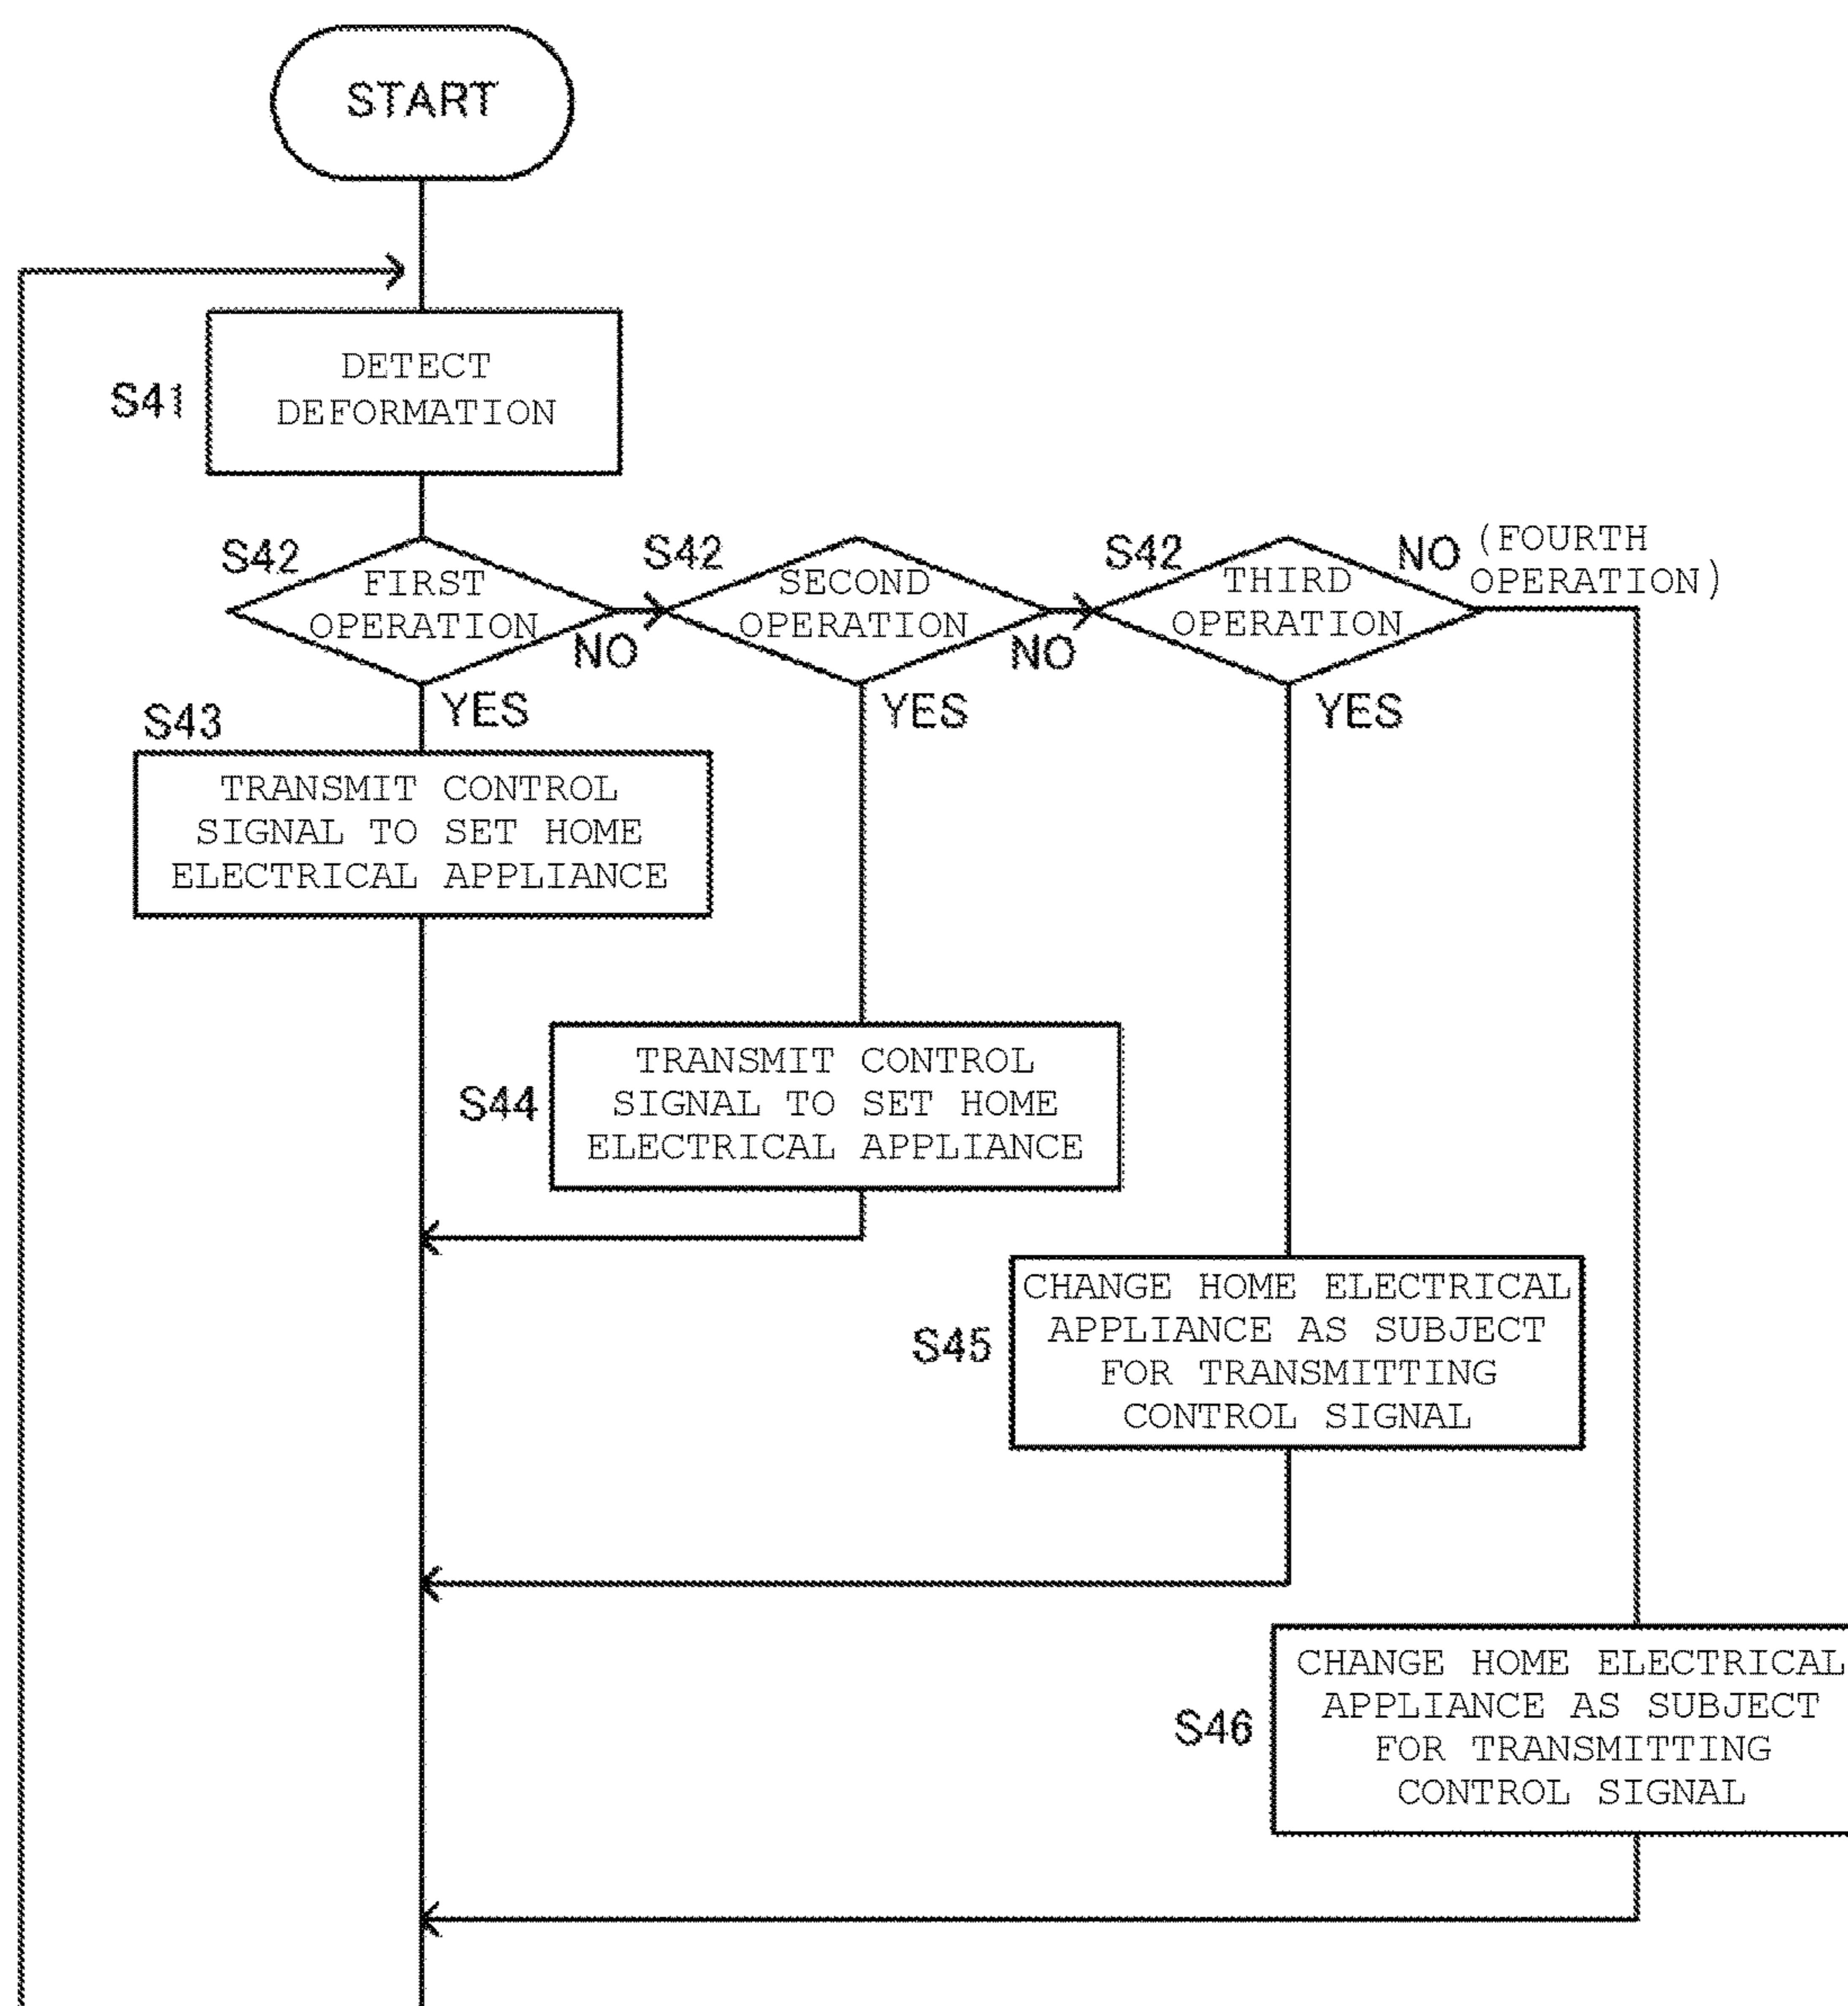 START
S41
DETECT
DEFORMATION
S42
FIRST
OPERATION
NO
YES
S42
SECOND
OPERATION
NO
YES
S42
THIRD
OPERATION
NO
(FOURTH
OPERATION)
YES
S43
TRANSMIT CONTROL
SIGNAL TO SET HOME
ELECTRICAL APPLIANCE
S44
TRANSMIT CONTROL
SIGNAL TO SET HOME
ELECTRICAL APPLIANCE
S45
CHANGE HOME ELECTRICAL
APPLIANCE AS SUBJECT
FOR TRANSMITTING
CONTROL SIGNAL
S46
CHANGE HOME ELECTRICAL
APPLIANCE AS SUBJECT
FOR TRANSMITTING
CONTROL SIGNAL